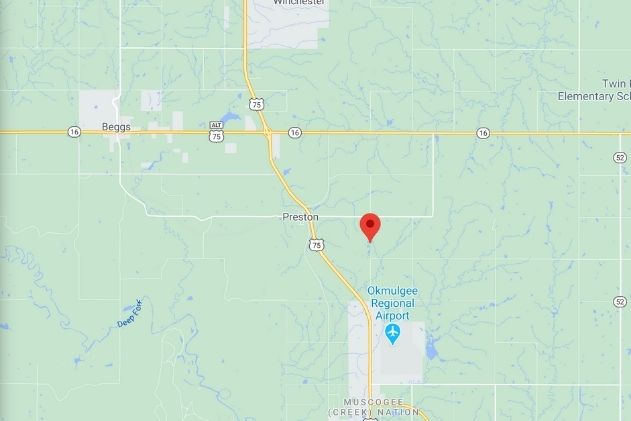 Winchester
Twin
Elementary Sc
75
Beggs
16
ALT
75
16
16
52
Preston
75
Okmulgee
Regional
Airport
52
Deep Fork
MUSCOGEE
(CREEK) NATION